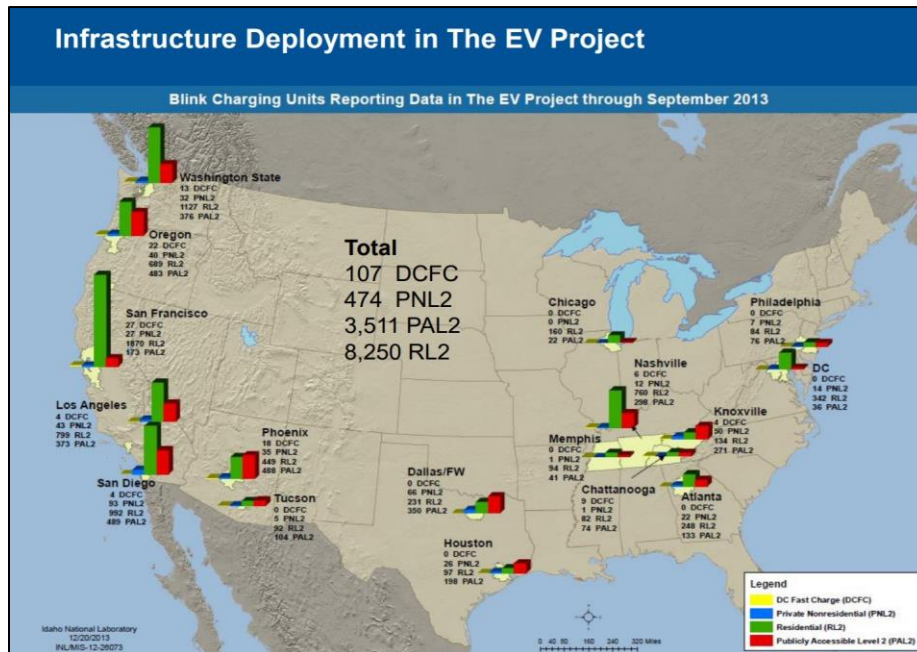 Infrastructure Deployment in The EV Project
Blink Charging Units Reporting Data in The EV Project through September 2013
Washington State
13 DCFC
32 PNL2
1127 RL2
376 PAL2
Oregon
22 DCFC
40 PNL2
689 RL2
483 PAL2
San Francisco
27 DCFC
27 PNL2
1870 RL2
173 PAL2
Los Angeles
4 DCFC
43 PNL2
799 RL2
373 PAL2
San Diego
4 DCFC
93 PNL2
992 RL2
489 PAL2
Phoenix
18 DCFC
35 PNL2
449 RL2
488 PAL2
Tucson
0 DCFC
5 PNL2
92 RL2
104 PAL2
Total
107 DCFC
474 PNL2
3,511 PAL2
8,250 RL2
Dallas/FW
0 DCFC
66 PNL2
231 RL2
350 PAL2
Houston
0 DCFC
26 PNL2
97 RL2
198 PAL2
Chicago
0 DCFC
0 PNL2
160 RL2
22 PAL2
Nashville
6 DCFC
12 PNL2
760 RL2
298 PAL2
Memphis
0 DCFC
1 PNL2
94 RL2
41 PAL2
Chattanooga
9 DCFC
1 PNL2
82 RL2
74 PAL2
Knoxville
4 DCFC
50 PNL2
134 RL2
271 PAL2
Atlanta
0 DCFC
22 PNL2
248 RL2
133 PAL2
Philadelphia
0 DCFC
7 PNL2
84 RL2
76 PAL2
DC
0 DCFC
14 PNL2
342 RL2
36 PAL2
Legend
DC Fast Charge (DCFC)
Private Nonresidential (PNL2)
Residential (RL2)
Publicly Accessible Level 2 (PAL2)
Idaho National Laboratory
12/20/2013
INL/MIS-12-26073
0 40 80 160 240 320 Miles